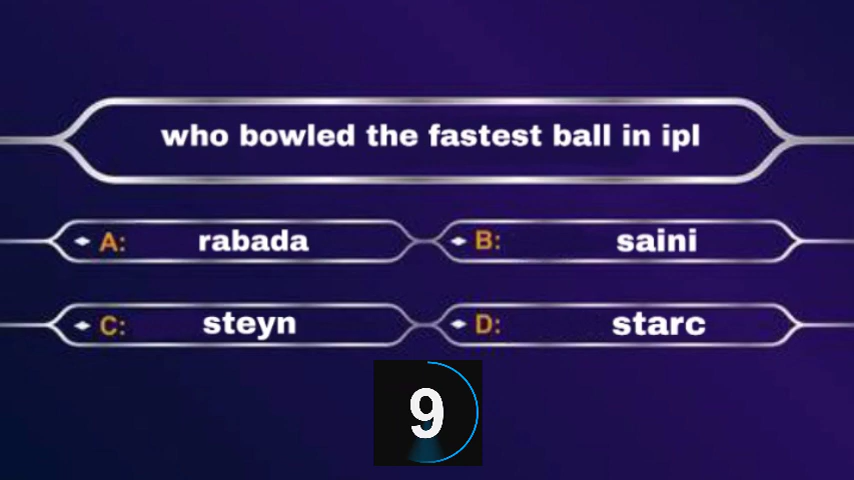 who bowled the fastest ball in ipl
A: rabada
B: saini
C: steyn
D: starc
9